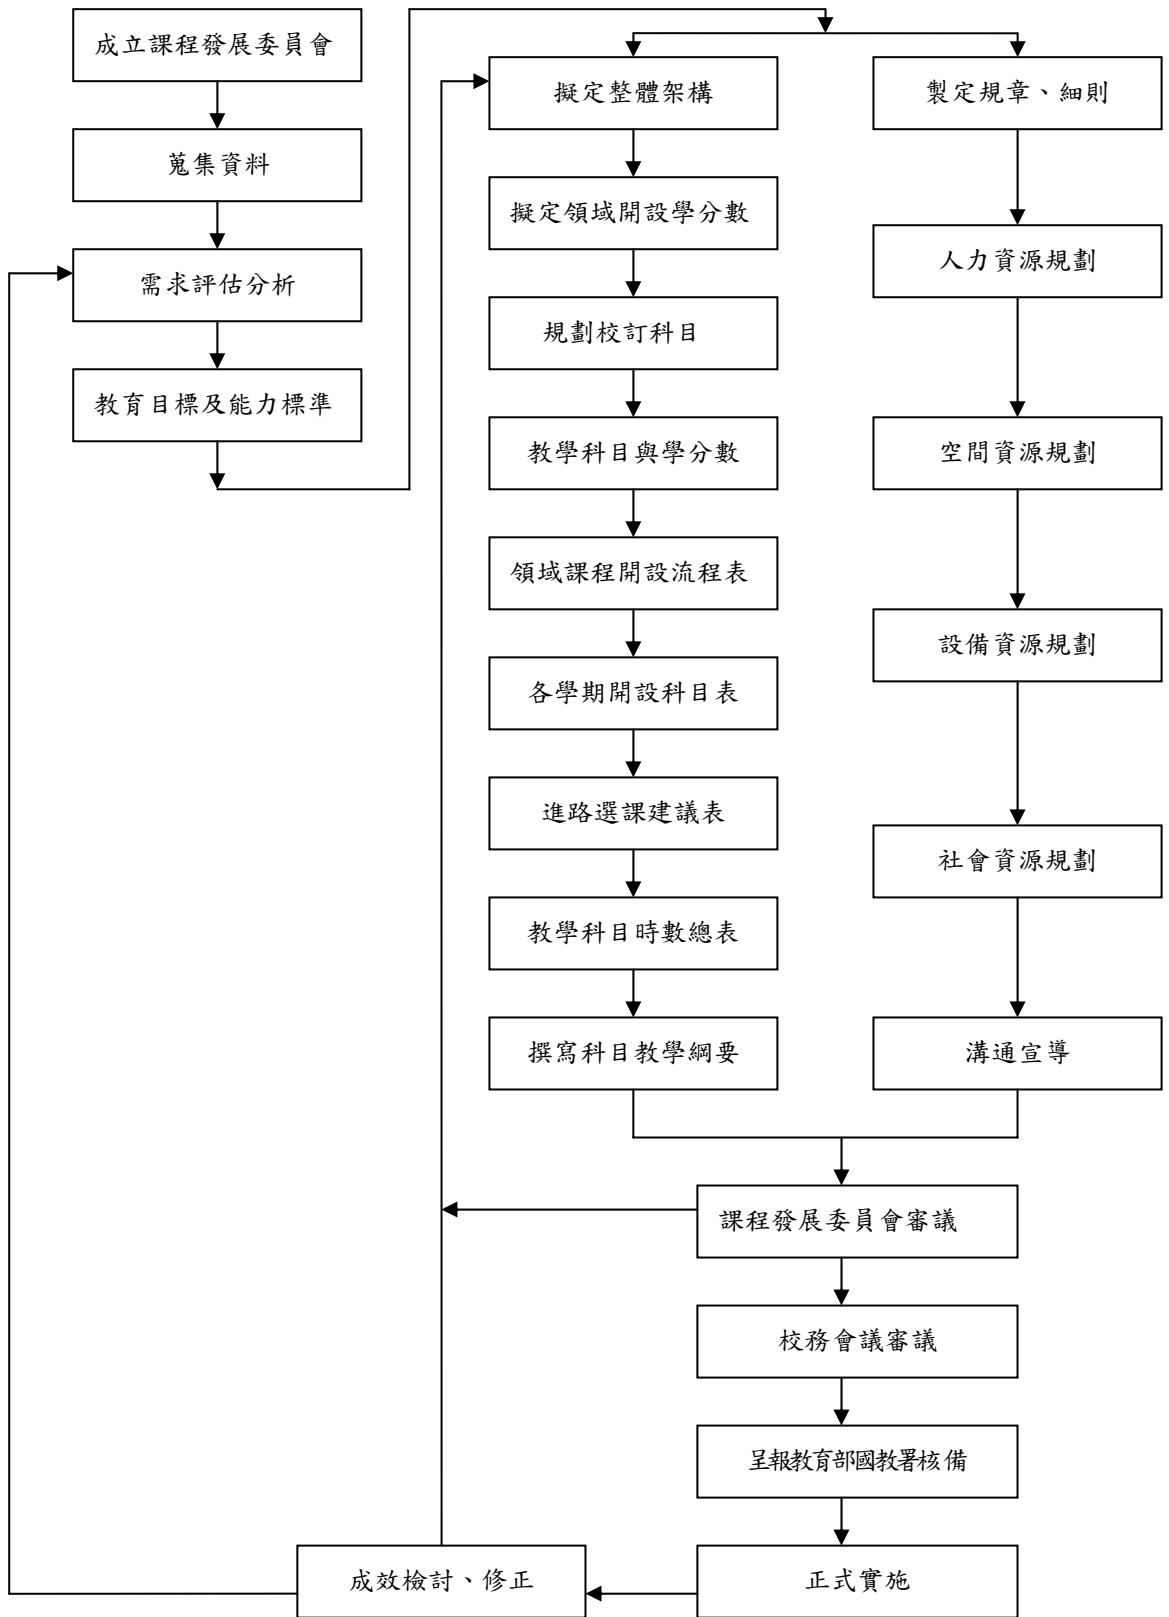 成立課程發展委員會
蒐集資料
需求評估分析
教育目標及能力標準
擬定整體架構
擬定領域開設學分數
規劃校訂科目
教學科目與學分數
領域課程開設流程表
各學期開設科目表
進路選課建議表
教學科目時數總表
撰寫科目教學綱要
製定規章、細則
人力資源規劃
空間資源規劃
設備資源規劃
社會資源規劃
溝通宣導
課程發展委員會審議
校務會議審議
呈報教育部國教署核備
正式實施
成效檢討、修正